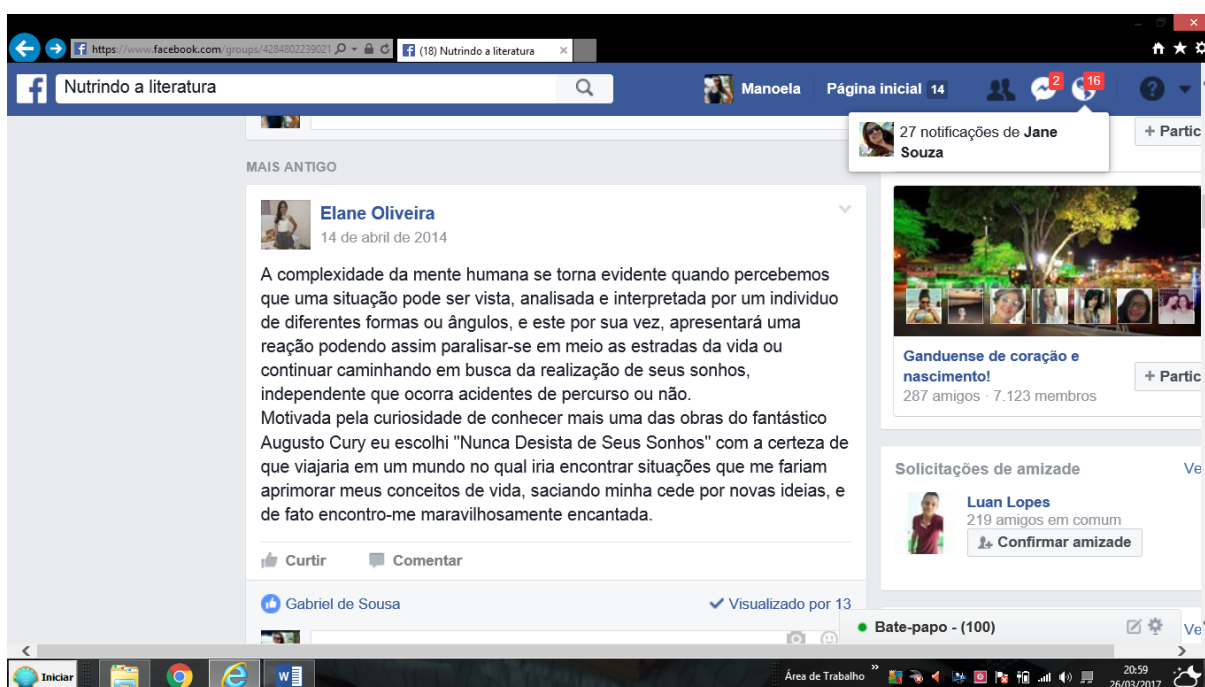 https://www.facebook.com/groups/4284802239021
(18) Nutrindo a literatura
Nutrindo a literatura
Manoela
Página inicial 14
2
16
27 notificações de Jane
Souza
+ Partic
MAIS ANTIGO
Elane Oliveira
14 de abril de 2014
A complexidade da mente humana se torna evidente quando percebemos
que uma situação pode ser vista, analisada e interpretada por um individuo
de diferentes formas ou ângulos, e este por sua vez, apresentará uma
reação podendo assim paralisar-se em meio as estradas da vida ou
continuar caminhando em busca da realização de seus sonhos,
independente que ocorra acidentes de percurso ou não.
Motivada pela curiosidade de conhecer mais uma das obras do fantástico
Augusto Cury eu escolhi "Nunca Desista de Seus Sonhos" com a certeza de
que viajaria em um mundo no qual iria encontrar situações que me fariam
aprimorar meus conceitos de vida, saciando minha cede por novas ideias, e
de fato encontro-me maravilhosamente encantada.
Curtir
Comentar
Gabriel de Sousa
Visualizado por 13
Ganduense de coração e
nascimento!
287 amigos · 7.123 membros
+ Partic
Solicitações de amizade
Ve
Luan Lopes
219 amigos em comum
Confirmar amizade
Bate-papo - (100)
Ve
Iniciar
Área de Trabalho
20:59
26/03/2017